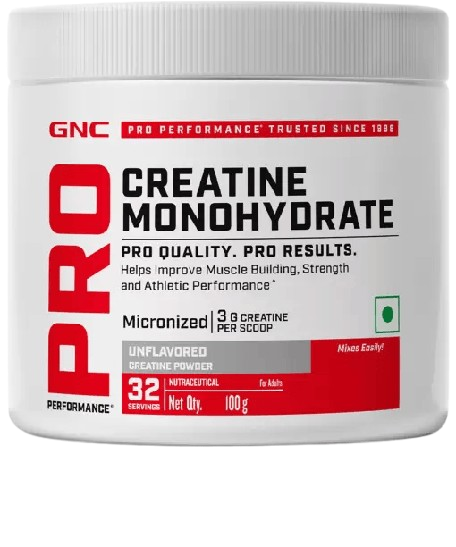 GNC PRO PERFORMANCE® TRUSTED SINCE 1986
PRO
PERFORMANCE®
CREATINE
MONOHYDRATE
PRO QUALITY. PRO RESULTS.
Helps Improve Muscle Building, Strength
and Athletic Performance*
Micronized 3 G CREATINE
PER SCOOP
UNFLAVORED
CREATINE POWDER
Mixes Easily!
32
SERVINGS
NUTRACEUTICAL For Adults
Net Qty. 100g